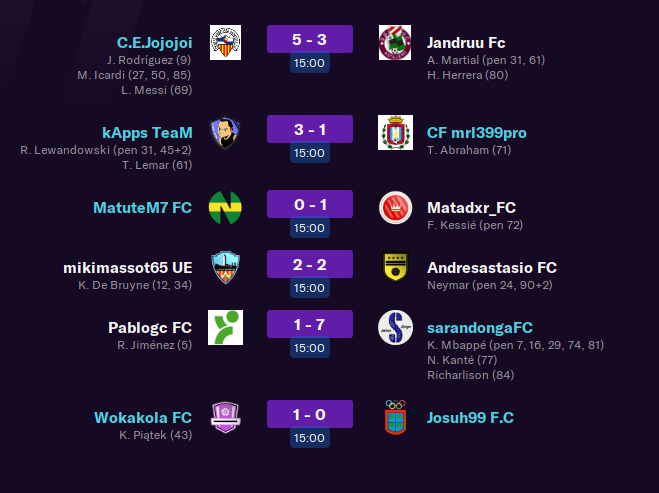 C.E.Jojojoi 5 - 3 Jandruu Fc
J. Rodríguez (9) 15:00 A. Martial (pen 31, 61)
M. Icardi (27, 50, 85) H. Herrera (80)
L. Messi (69)
kApps TeaM 3 - 1 CF mrl399pro
R. Lewandowski (pen 31, 45+2) 15:00 T. Abraham (71)
T. Lemar (61)
MatuteM7 FC 0 - 1 Matadxr_FC
15:00 F. Kessié (pen 72)
mikimassot65 UE 2 - 2 Andresastasio FC
K. De Bruyne (12, 34) 15:00 Neymar (pen 24, 90+2)
Pablogc FC 1 - 7 sarandongaFC
R. Jiménez (5) 15:00 K. Mbappé (pen 7, 16, 29, 74, 81)
N. Kanté (77)
Richarlison (84)
Wokakola FC 1 - 0 Josuh99 F.C
K. Piątek (43) 15:00